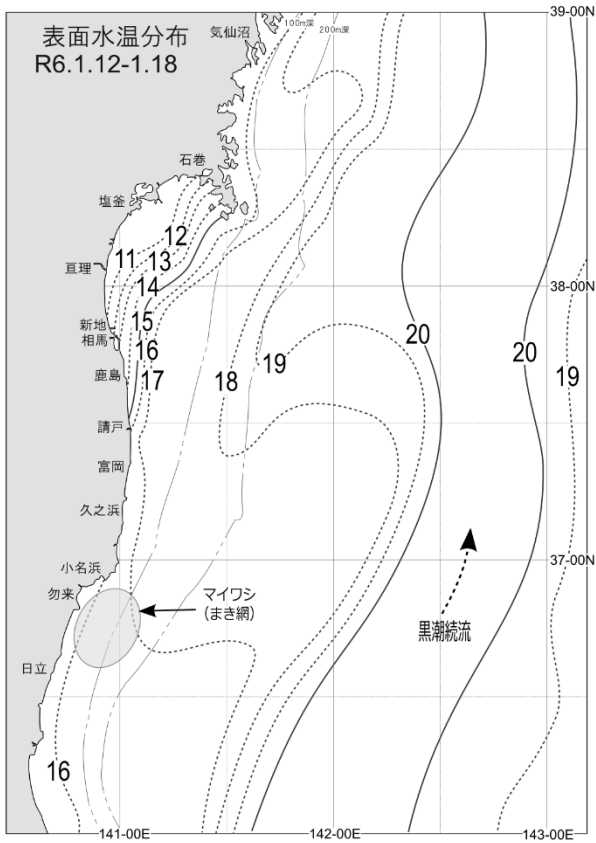 表面水温分布
R6.1.12-1.18
39-00N
100m深
200m深
気仙沼
石巻
塩釜
12
11
13
亘理
14
38-00N
新地
15
20
相馬
16
20
19
鹿島
17
18
19
請戸
富岡
久之浜
37-00N
小名浜
勿来
マイワシ
(まき網)
黒潮続流
日立
16
141-00E
142-00E
143-00E